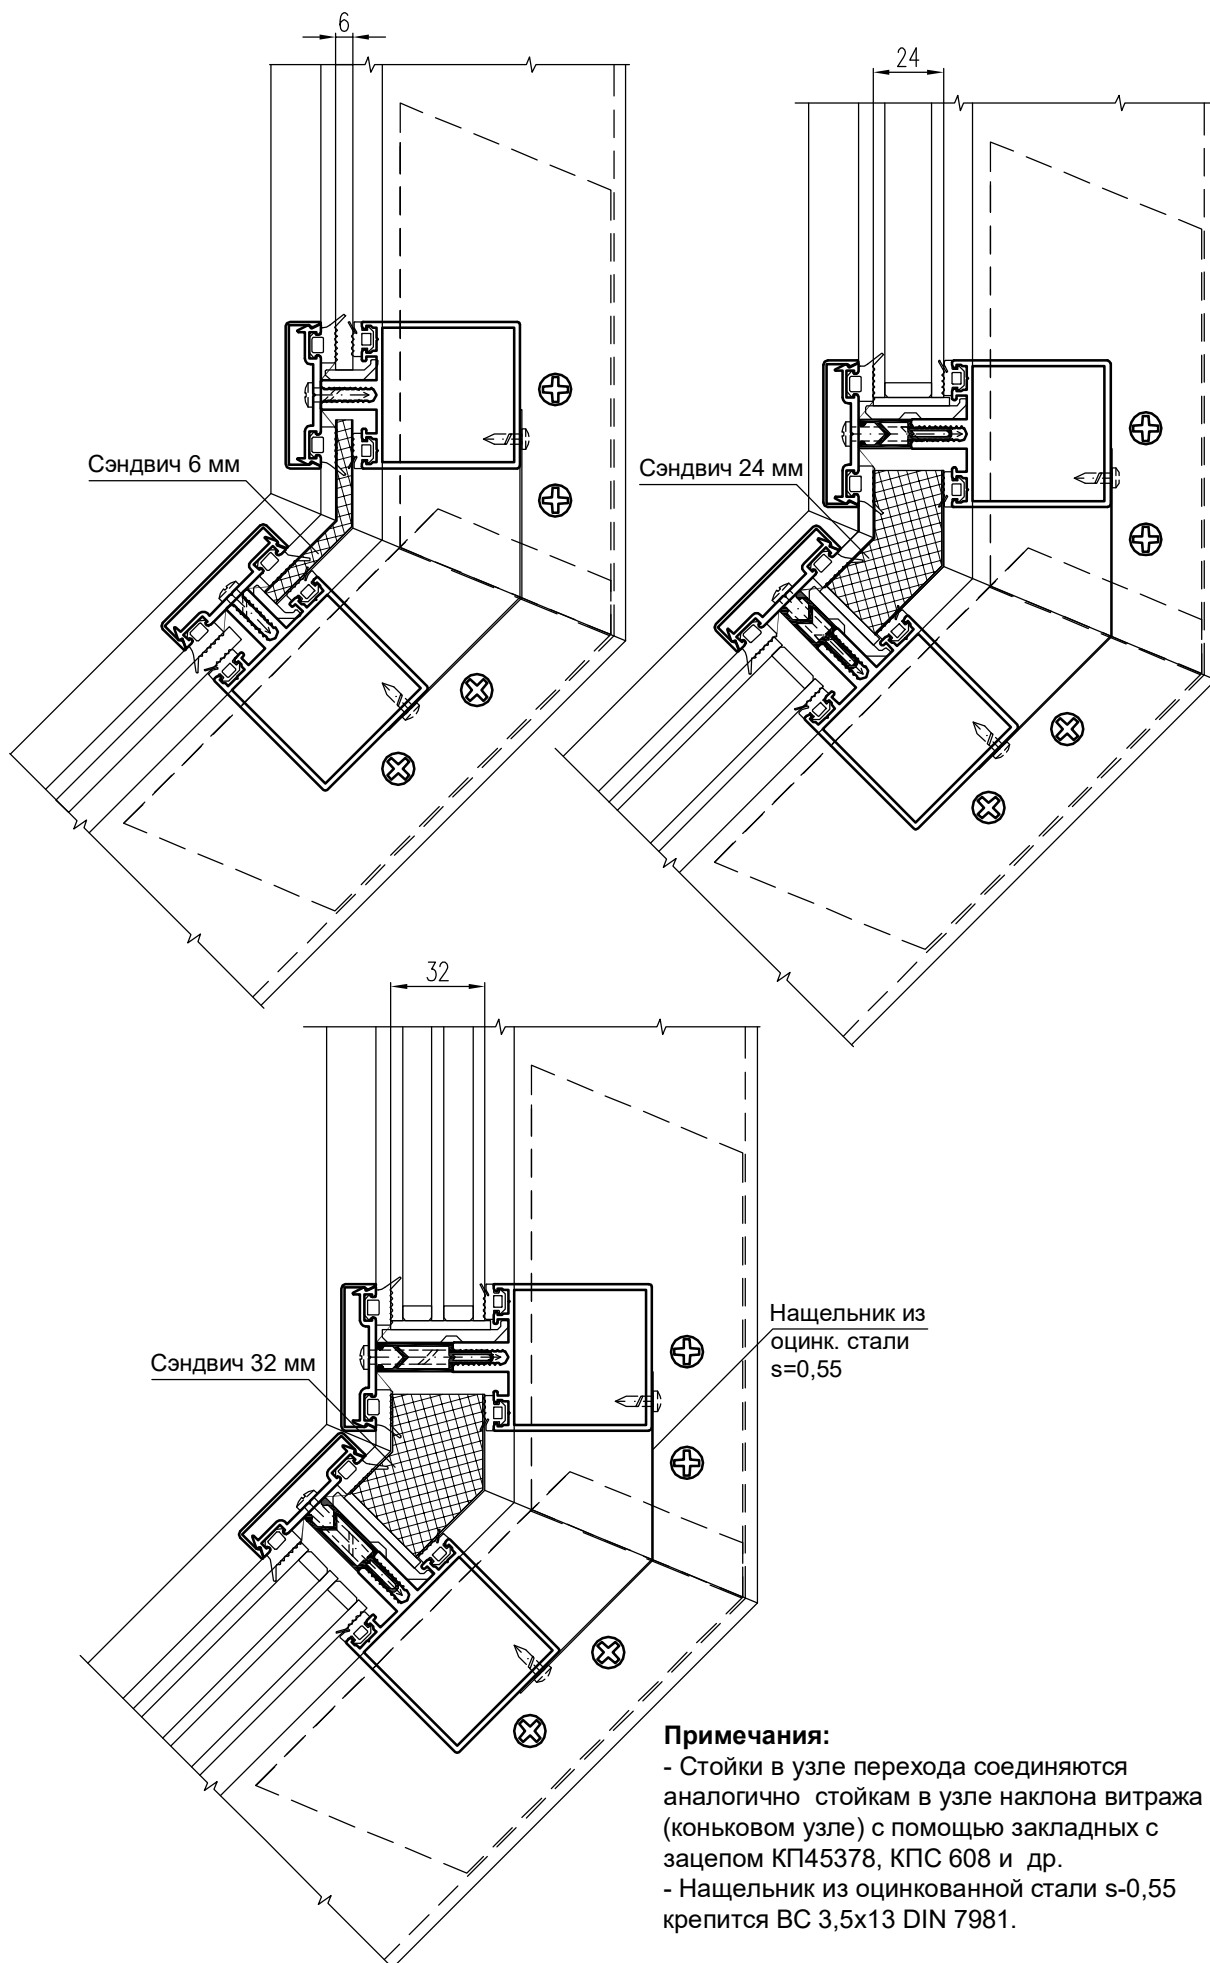 6
24
Сэндвич 6 мм
Сэндвич 24 мм
32
Сэндвич 32 мм
Нащельник из
оцинк. стали
s=0,55
Примечания:
- Стойки в узле перехода соединяются
аналогично стойкам в узле наклона витража
(коньковом узле) с помощью закладных с
зацепом КП45378, КПС 608 и др.
- Нащельник из оцинкованной стали s-0,55
крепится ВС 3,5х13 DIN 7981.